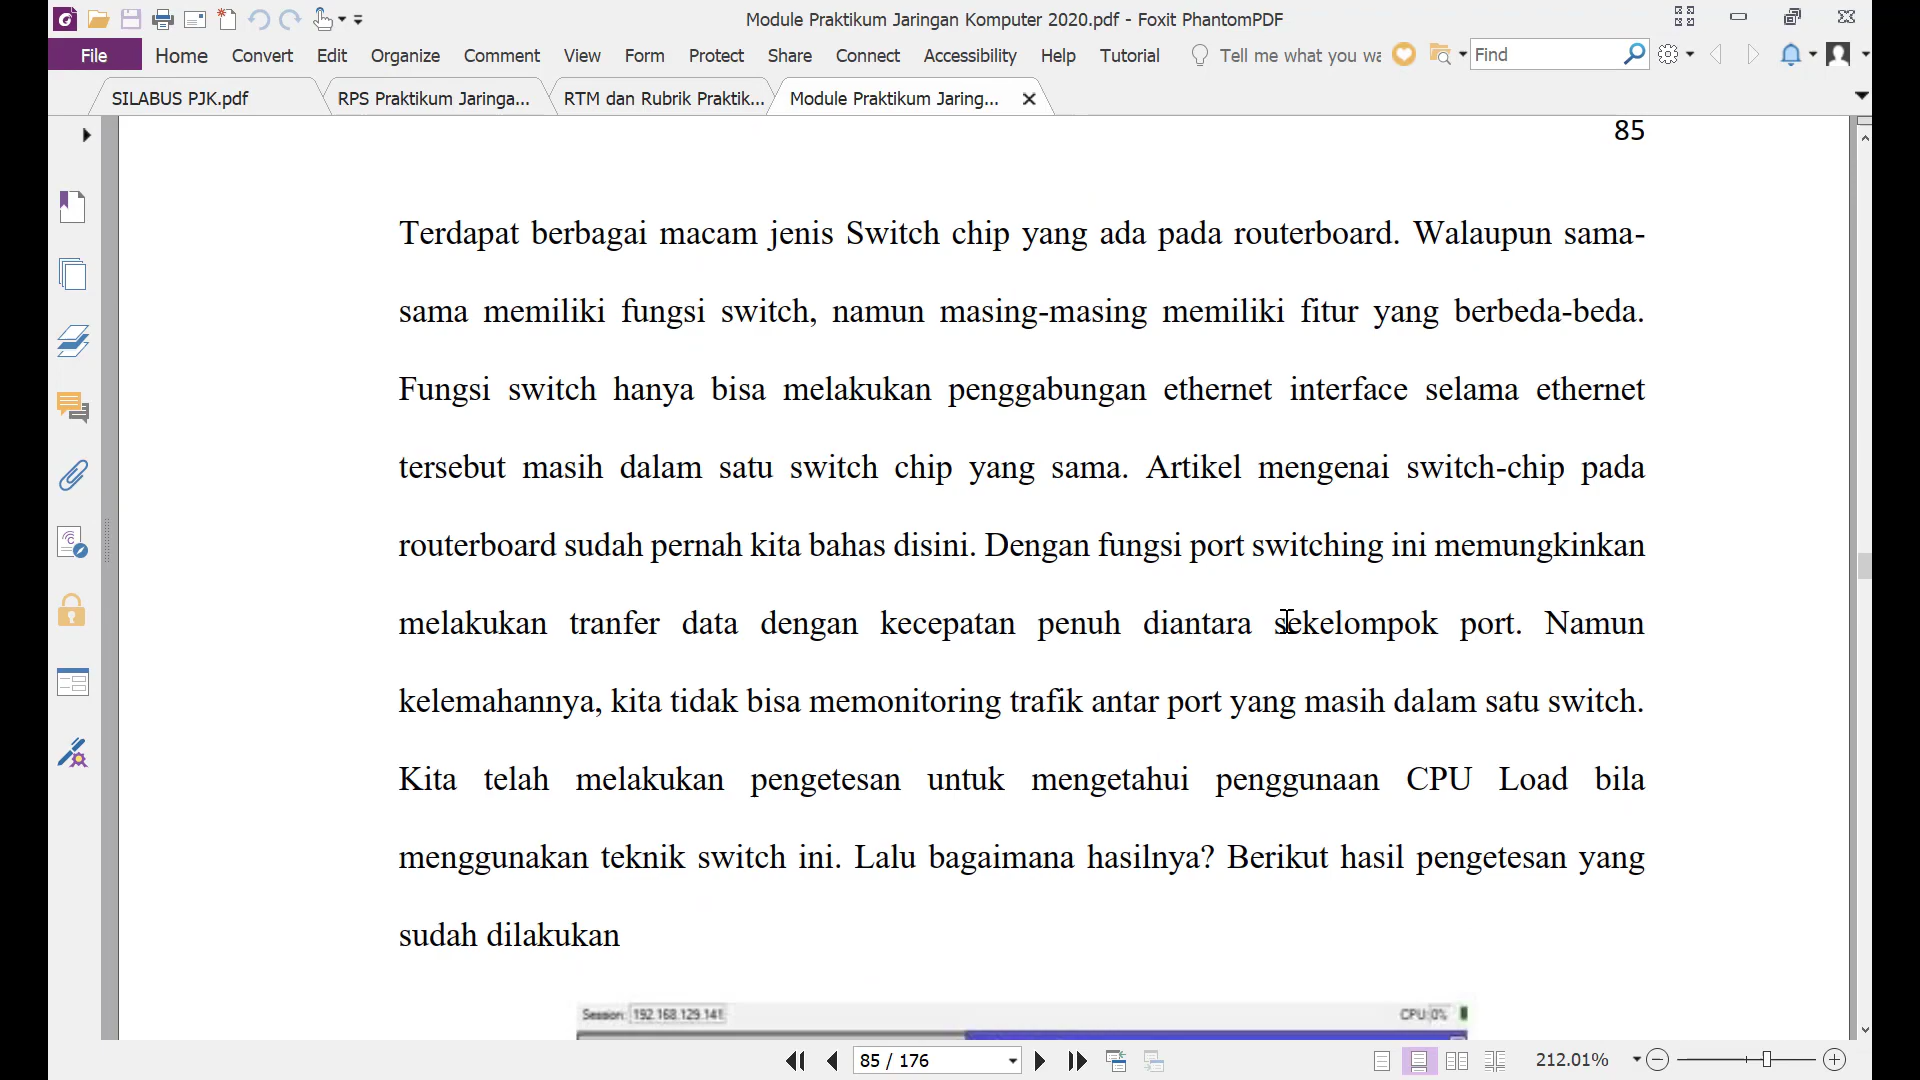 Module Praktikum Jaringan Komputer 2020.pdf - Foxit PhantomPDF
File Home Convert Edit Organize Comment View Form Protect Share Connect Accessibility Help Tutorial Tell me what you wa Find
SILABUS PJK.pdf RPS Praktikum Jaringa... RTM dan Rubrik Praktik... Module Praktikum Jaring...
85
Terdapat berbagai macam jenis Switch chip yang ada pada routerboard. Walaupun sama-
sama memiliki fungsi switch, namun masing-masing memiliki fitur yang berbeda-beda.
Fungsi switch hanya bisa melakukan penggabungan ethernet interface selama ethernet
tersebut masih dalam satu switch chip yang sama. Artikel mengenai switch-chip pada
routerboard sudah pernah kita bahas disini. Dengan fungsi port switching ini memungkinkan
melakukan tranfer data dengan kecepatan penuh diantara sekelompok port. Namun
kelemahannya, kita tidak bisa memonitoring trafik antar port yang masih dalam satu switch.
Kita telah melakukan pengetesan untuk mengetahui penggunaan CPU Load bila
menggunakan teknik switch ini. Lalu bagaimana hasilnya? Berikut hasil pengetesan yang
sudah dilakukan
Session: 192.168.129.141 CPU:0%
85 / 176 212.01%